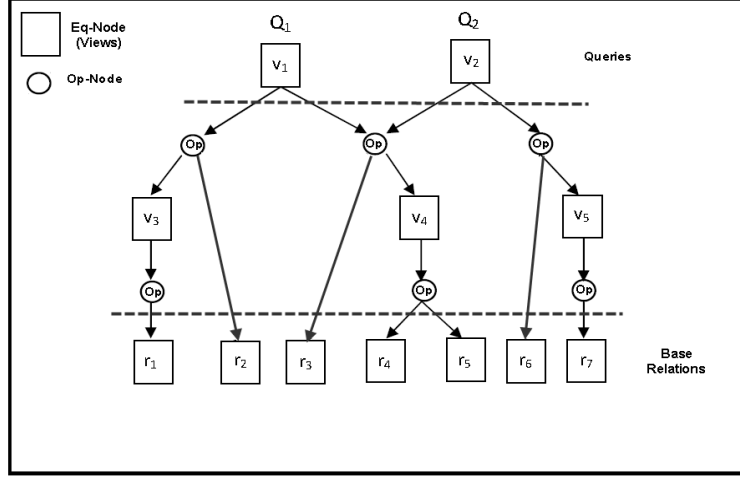 Eq-Node
(Views)
Op-Node
Q₁
Q₂
v₁
v₂
Queries
Op
Op
Op
v₃
v₄
v₅
Op
Op
Op
r₁
r₂
r₃
r₄
r₅
r₆
r₇
Base
Relations